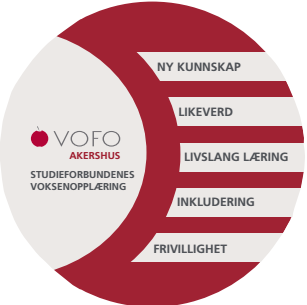 VOFO
AKERSHUS
STUDIEFORBUNDENES
VOKSENOPPLÆRING
NY KUNNSKAP
LIKEVERD
LIVSLANG LÆRING
INKLUDERING
FRIVILLIGHET